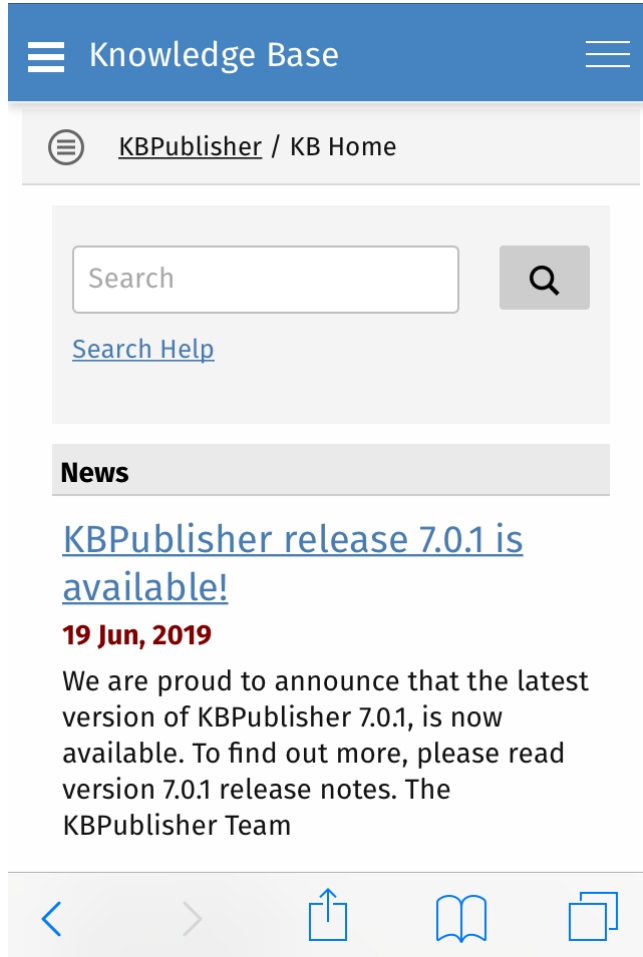 Knowledge Base
KBPublisher / KB Home
Search
Search Help
News
KBPublisher release 7.0.1 is
available!
19 Jun, 2019
We are proud to announce that the latest
version of KBPublisher 7.0.1, is now
available. To find out more, please read
version 7.0.1 release notes. The
KBPublisher Team